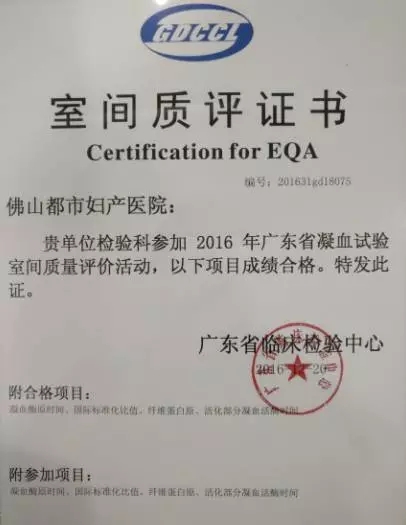 GDCCL
室间质评证书
Certification for EQA
编号：201631gd18075
佛山都市妇产医院：
贵单位检验科参加 2016 年广东省凝血试验
室间质量评价活动，以下项目成绩合格。特发此
证。
广东省临床检验中心
2016-12-20
附合格项目：
凝血酶原时间、国际标准化比值、纤维蛋白原、活化部分凝血活酶时间
附参加项目：
凝血酶原时间、国际标准化比值、纤维蛋白原、活化部分凝血活酶时间